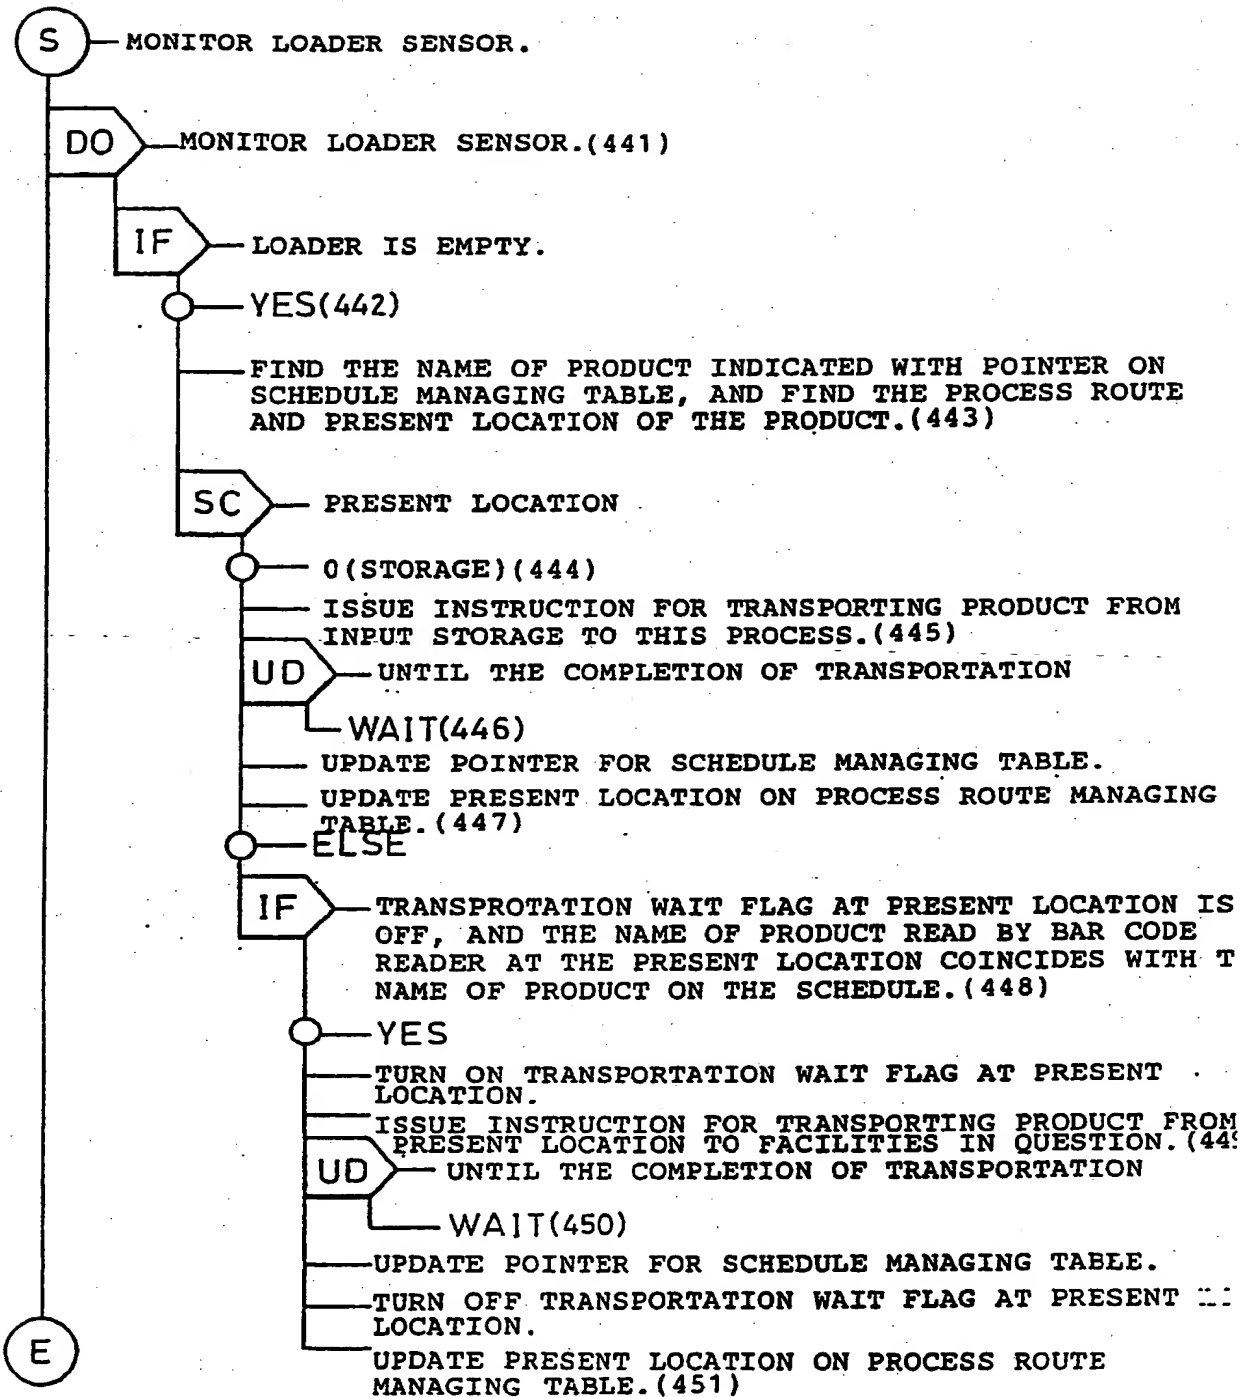 S MONITOR LOADER SENSOR.
DO MONITOR LOADER SENSOR.(441)
IF LOADER IS EMPTY.
YES(442)
FIND THE NAME OF PRODUCT INDICATED WITH POINTER ON
SCHEDULE MANAGING TABLE, AND FIND THE PROCESS ROUTE
AND PRESENT LOCATION OF THE PRODUCT.(443)
SC PRESENT LOCATION
0(STORAGE)(444)
ISSUE INSTRUCTION FOR TRANSPORTING PRODUCT FROM
INPUT STORAGE TO THIS PROCESS.(445)
UD UNTIL THE COMPLETION OF TRANSPORTATION
WAIT(446)
UPDATE POINTER FOR SCHEDULE MANAGING TABLE.
UPDATE PRESENT LOCATION ON PROCESS ROUTE MANAGING
TABLE.(447)
ELSE
IF TRANSPROTATION WAIT FLAG AT PRESENT LOCATION IS
OFF, AND THE NAME OF PRODUCT READ BY BAR CODE
READER AT THE PRESENT LOCATION COINCIDES WITH T
NAME OF PRODUCT ON THE SCHEDULE.(448)
YES
TURN ON TRANSPORTATION WAIT FLAG AT PRESENT
LOCATION.
ISSUE INSTRUCTION FOR TRANSPORTING PRODUCT FROM
PRESENT LOCATION TO FACILITIES IN QUESTION.(44
UD UNTIL THE COMPLETION OF TRANSPORTATION
WAIT(450)
UPDATE POINTER FOR SCHEDULE MANAGING TABLE.
TURN OFF TRANSPORTATION WAIT FLAG AT PRESENT
LOCATION.
E
UPDATE PRESENT LOCATION ON PROCESS ROUTE
MANAGING TABLE.(451)